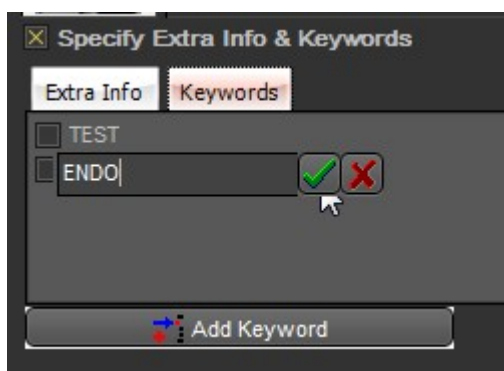 Specify Extra Info & Keywords
Extra Info Keywords
TEST
ENDO
Add Keyword